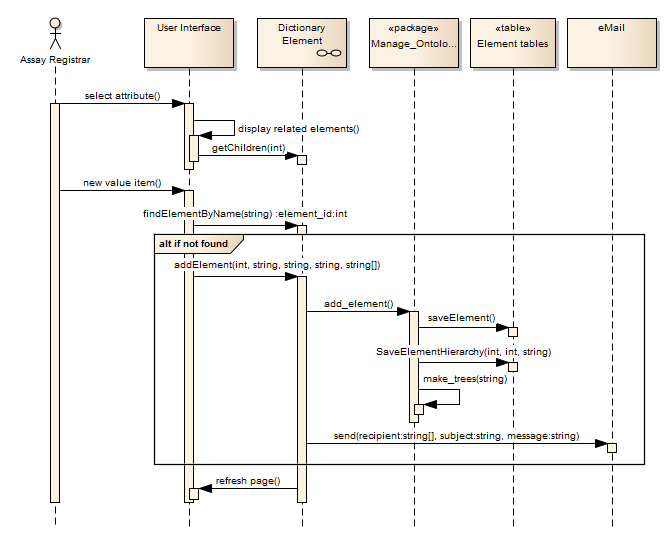 User Interface
Dictionary
Element
«package»
Manage_Ontolo...
«table»
Element tables
eMail
Assay Registrar
select attribute()
display related elements()
getChildren(int)
new value item()
findElementByName(string) :element_id:int
alt if not found
addElement(int, string, string, string, string[])
add_element()
saveElement()
SaveElementHierarchy(int, int, string)
make_trees(string)
send(recipient:string[], subject:string, message:string)
refresh page()